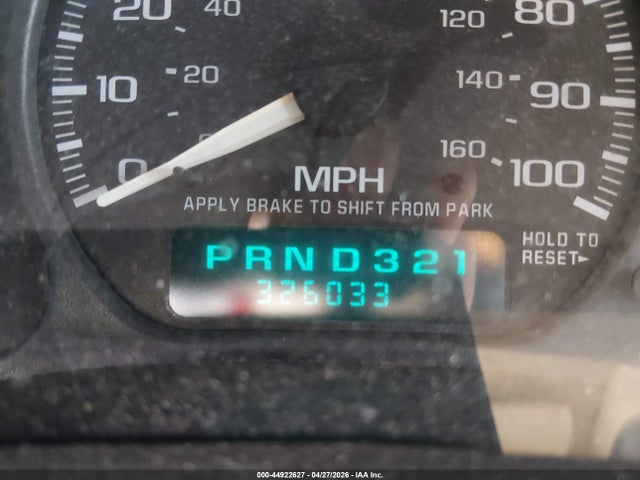 20 40 120 80
10 20 140 90
0 160 100
MPH
APPLY BRAKE TO SHIFT FROM PARK
HOLD TO
RESET
PRND321
326033
000-44922627 - 04/27/2026 - IAA Inc.